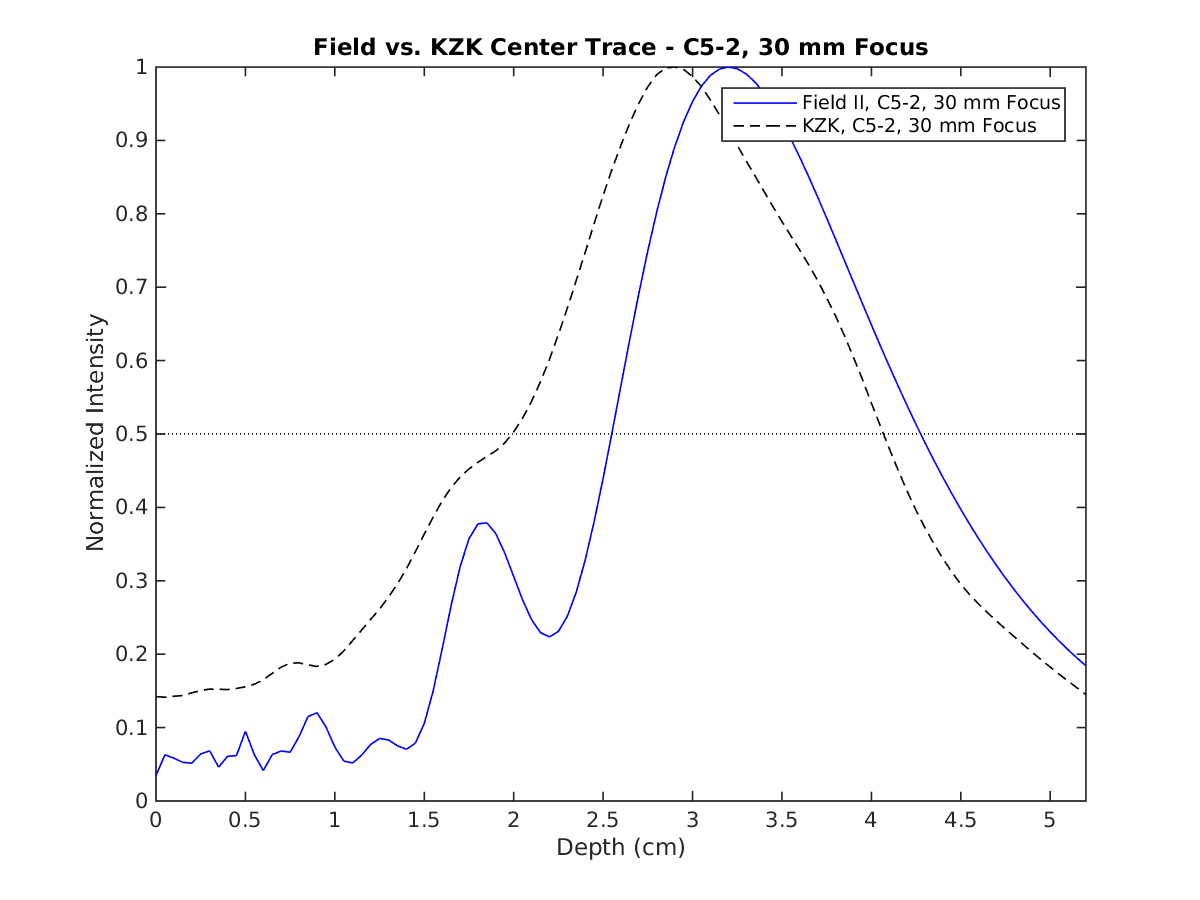 Field vs. KZK Center Trace - C5-2, 30 mm Focus
1
0.9
0.8
0.7
0.6
0.5
0.4
0.3
0.2
0.1
0
Normalized Intensity
Field II, C5-2, 30 mm Focus
KZK, C5-2, 30 mm Focus
0 0.5 1 1.5 2 2.5 3 3.5 4 4.5 5
Depth (cm)